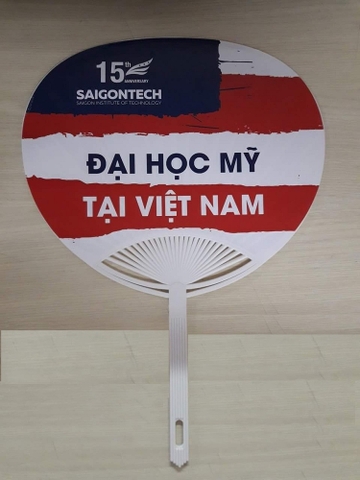 15th
ANNIVERSARY
SAIGONTECH
SAIGON INSTITUTE OF TECHNOLOGY
ĐẠI HỌC MỸ
TẠI VIỆT NAM